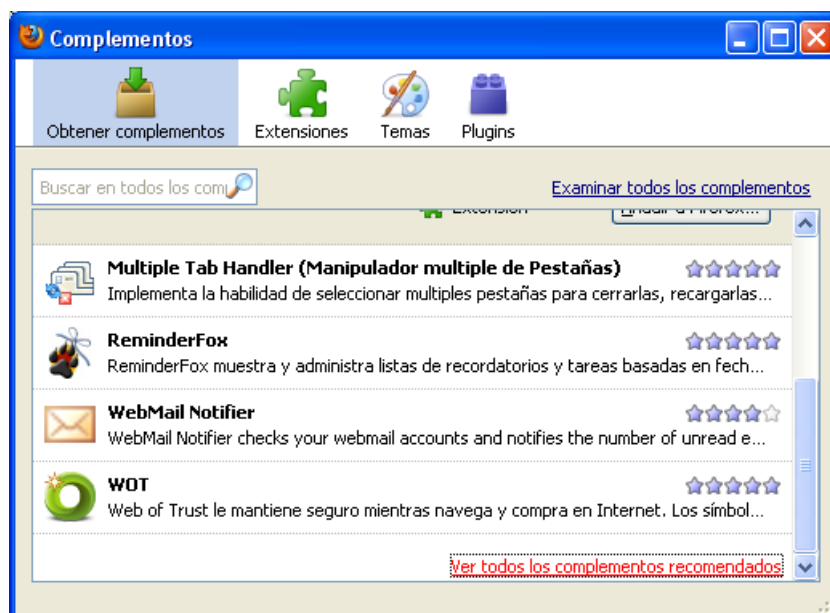 Complementos
Obtener complementos Extensiones Temas Plugins
Buscar en todos los com Examinar todos los complementos
Extensión Añadir a Firefox...
Multiple Tab Handler (Manipulador multiple de Pestañas)
Implementa la habilidad de seleccionar multiples pestañas para cerrarlas, recargarlas...
ReminderFox
ReminderFox muestra y administra listas de recordatorios y tareas basadas en fech...
WebMail Notifier
WebMail Notifier checks your webmail accounts and notifies the number of unread e...
WOT
Web of Trust le mantiene seguro mientras navega y compra en Internet. Los símbol...
Ver todos los complementos recomendados